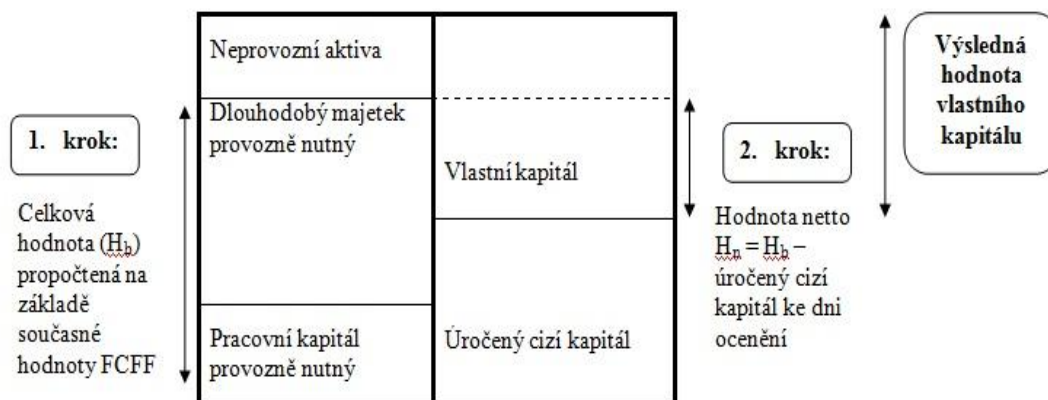 1. krok:
Celková
hodnota (Hb)
propočtená na
základě
současné
hodnoty FCFF
Neprovozní aktiva
Dlouhodobý majetek
provozně nutný
Pracovní kapitál
provozně nutný
Vlastní kapitál
Úročený cizí kapitál
2. krok:
Hodnota netto
Hn = Hb –
úročený cizí
kapitál ke dni
ocenění
Výsledná
hodnota
vlastního
kapitálu